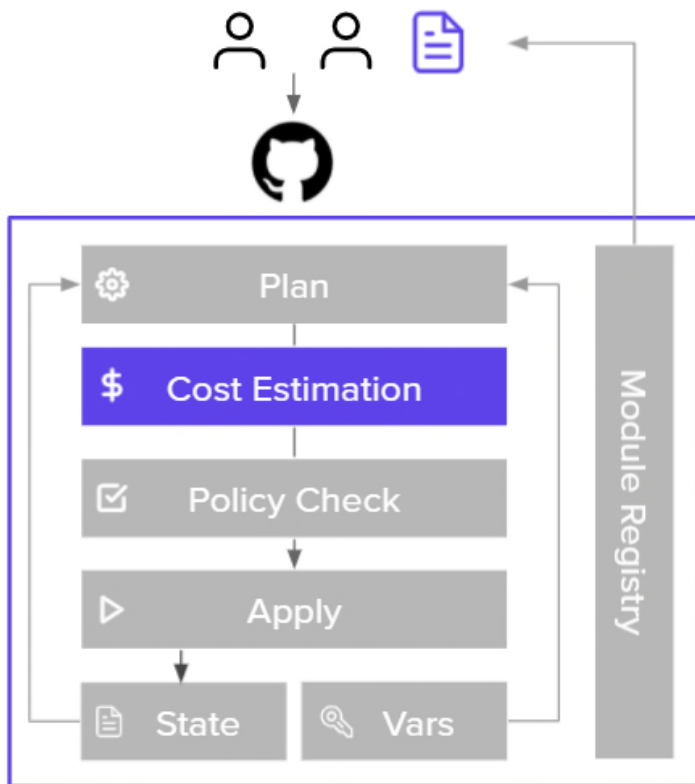 Plan
$ Cost Estimation
Policy Check
Apply
State
Vars
Module Registry